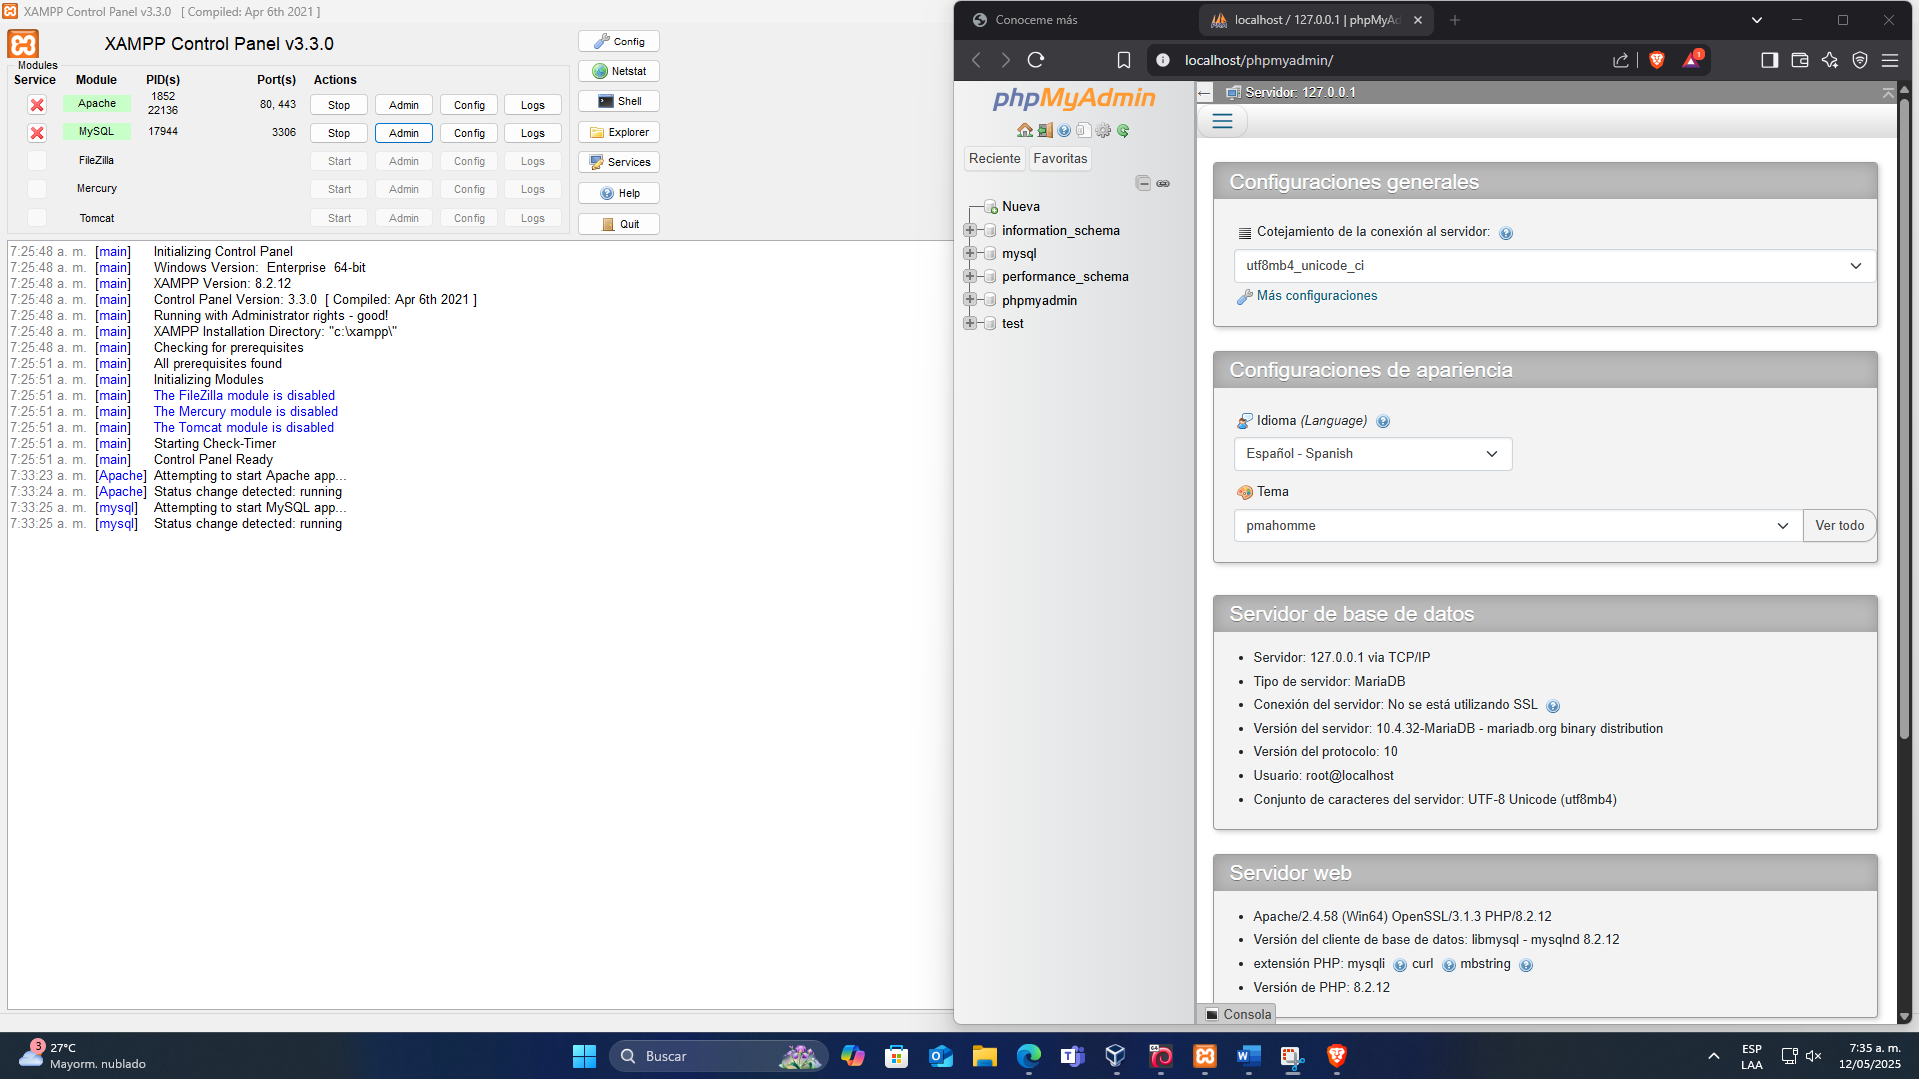 XAMPP Control Panel v3.3.0 [ Compiled: Apr 6th 2021 ]
XAMPP Control Panel v3.3.0
Modules
Service Module PID(s) Port(s) Actions
Apache 1852 22136 80, 443 Stop Admin Config Logs
MySQL 17944 3306 Stop Admin Config Logs
FileZilla Start Admin Config Logs
Mercury Start Admin Config Logs
Tomcat Start Admin Config Logs
Config
Netstat
Shell
Explorer
Services
Help
Quit
7:25:48 a. m. [main] Initializing Control Panel
7:25:48 a. m. [main] Windows Version: Enterprise 64-bit
7:25:48 a. m. [main] XAMPP Version: 8.2.12
7:25:48 a. m. [main] Control Panel Version: 3.3.0 [ Compiled: Apr 6th 2021 ]
7:25:48 a. m. [main] Running with Administrator rights - good!
7:25:48 a. m. [main] XAMPP Installation Directory: "c:\xampp\"
7:25:48 a. m. [main] Checking for prerequisites
7:25:51 a. m. [main] All prerequisites found
7:25:51 a. m. [main] Initializing Modules
7:25:51 a. m. [main] The FileZilla module is disabled
7:25:51 a. m. [main] The Mercury module is disabled
7:25:51 a. m. [main] The Tomcat module is disabled
7:25:51 a. m. [main] Starting Check-Timer
7:25:51 a. m. [main] Control Panel Ready
7:33:23 a. m. [Apache] Attempting to start Apache app...
7:33:24 a. m. [Apache] Status change detected: running
7:33:25 a. m. [mysql] Attempting to start MySQL app...
7:33:25 a. m. [mysql] Status change detected: running
Conoceme más
localhost / 127.0.0.1 | phpMyAd
localhost/phpmyadmin/
1
phpMyAdmin
Reciente Favoritas
Nueva
information_schema
mysql
performance_schema
phpmyadmin
test
Servidor: 127.0.0.1
Configuraciones generales
Cotejamiento de la conexión al servidor:
utf8mb4_unicode_ci
Más configuraciones
Configuraciones de apariencia
Idioma (Language)
Español - Spanish
Tema
pmahomme
Ver todo
Servidor de base de datos
• Servidor: 127.0.0.1 via TCP/IP
• Tipo de servidor: MariaDB
• Conexión del servidor: No se está utilizando SSL
• Versión del servidor: 10.4.32-MariaDB - mariadb.org binary distribution
• Versión del protocolo: 10
• Usuario: root@localhost
• Conjunto de caracteres del servidor: UTF-8 Unicode (utf8mb4)
Servidor web
• Apache/2.4.58 (Win64) OpenSSL/3.1.3 PHP/8.2.12
• Versión del cliente de base de datos: libmysql - mysqlnd 8.2.12
• extensión PHP: mysqli curl mbstring
• Versión de PHP: 8.2.12
Consola
3
27°C
Mayorm. nublado
Buscar
ESP
LAA
7:35 a. m.
12/05/2025